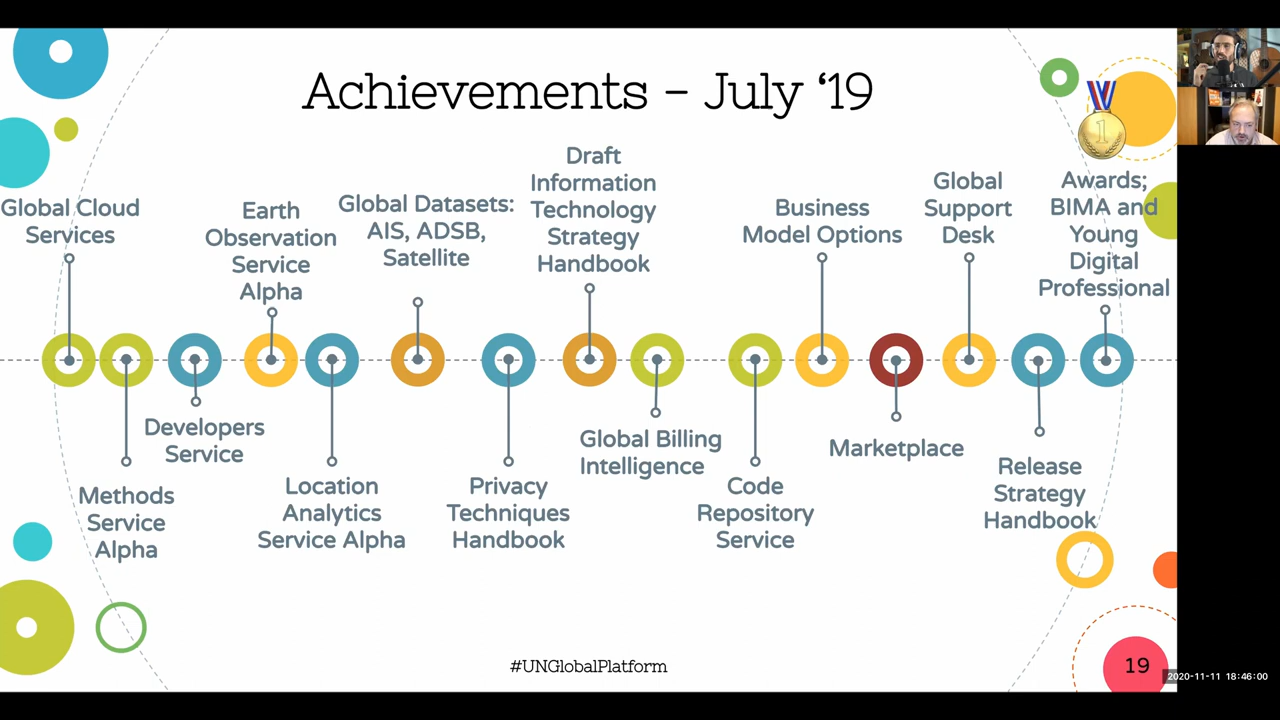 Achievements – July ‘19
1
Global Cloud
Services
Methods
Service
Alpha
Developers
Service
Earth
Observation
Service
Alpha
Location
Analytics
Service Alpha
Global Datasets:
AIS, ADSB,
Satellite
Privacy
Techniques
Handbook
Draft
Information
Technology
Strategy
Handbook
Global Billing
Intelligence
Code
Repository
Service
Business
Model Options
Marketplace
Global
Support
Desk
Release
Strategy
Handbook
Awards;
BIMA and
Young
Digital
Professional
#UNGlobalPlatform
19
2020-11-11 18:46:00